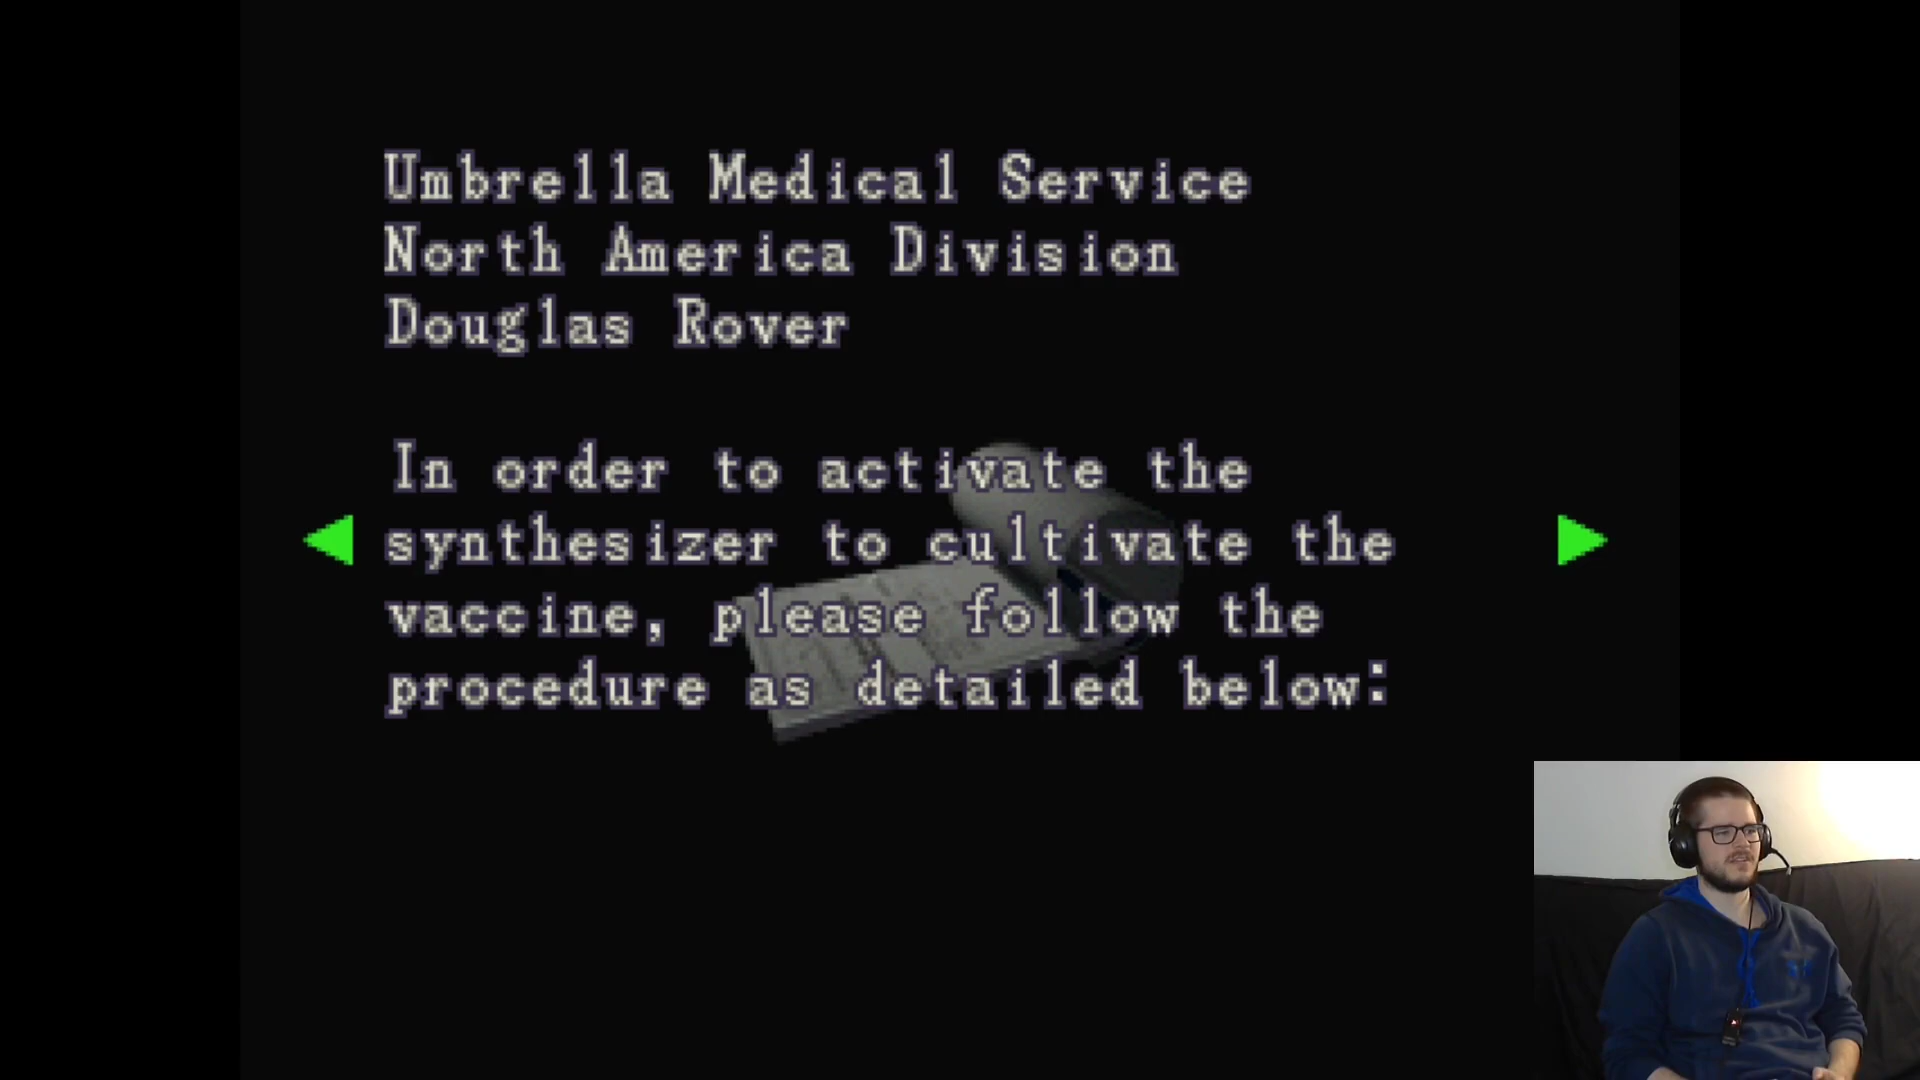 Umbrella Medical Service
North America Division
Douglas Rover
In order to activate the
synthesizer to cultivate the
vaccine, please follow the
procedure as detailed below: